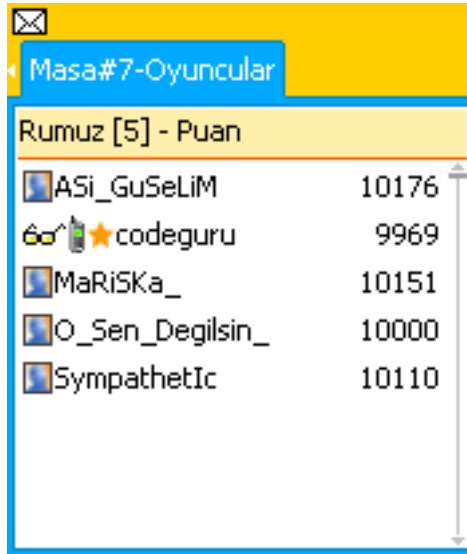 Masa#7-Oyuncular
Rumuz [5] - Puan
ASi_GuSeLiM 10176
codeguru 9969
MaRiSKa_ 10151
O_Sen_Degilsin_ 10000
SympathetIc 10110